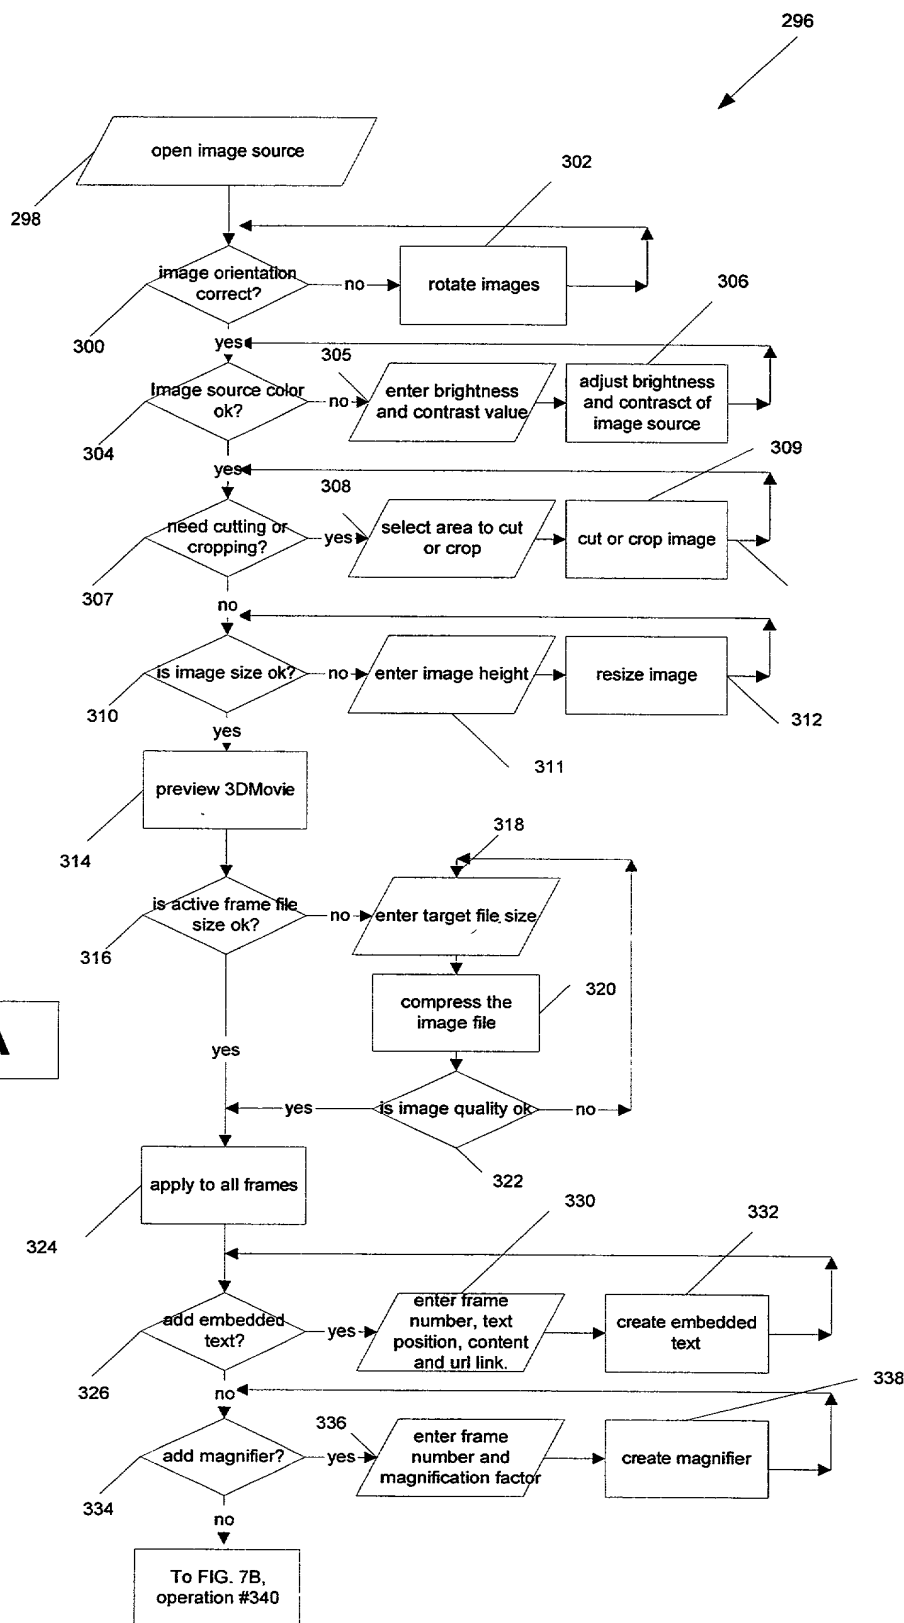 296
open image source
298
302
image orientation
correct?
no
rotate images
300
306
yes
305
Image source color
ok?
no
enter brightness
and contrast value
adjust brightness
and contrasct of
image source
304
309
yes
308
need cutting or
cropping?
yes
select area to cut
or crop
cut or crop image
307
no
is image size ok?
no
enter image height
resize image
310
312
yes
311
preview 3DMovie
314
318
is active frame file
size ok?
no
enter target file size
316
320
compress the
image file
A
yes
yes
is image quality ok
no
322
apply to all frames
324
330
332
add embedded
text?
yes
enter frame
number, text
position, content
and url link.
create embedded
text
326
no
338
336
add magnifier?
yes
enter frame
number and
magnification factor
create magnifier
334
no
To FIG. 7B,
operation #340